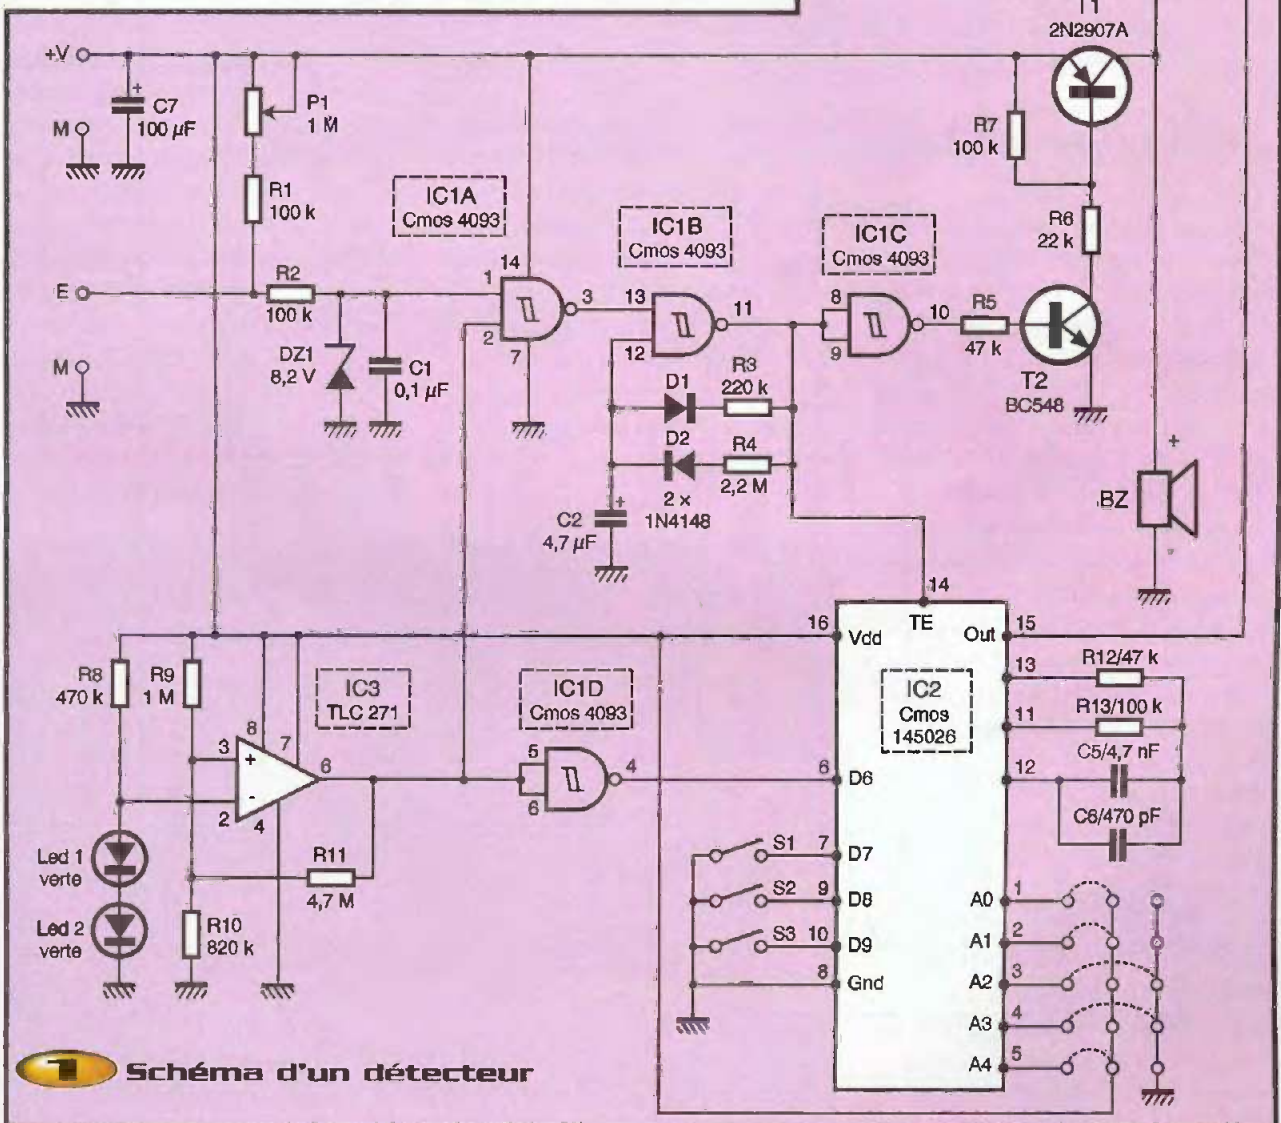 T1
2N2907A
+V
C7
100 µF
+
M
P1
1 M
R1
100 k
R7
100 k
R6
22 k
IC1A
Cmos 4093
IC1B
Cmos 4093
IC1C
Cmos 4093
E
R2
100 k
14
1
2
3
7
13
12
11
8
9
10
R5
47 k
T2
BC548
M
DZ1
8,2 V
C1
0,1 µF
D1
R3
220 k
D2
R4
2,2 M
2 x
1N4148
C2
4,7 µF
+
+
BZ
-
R8
470 k
R9
1 M
IC3
TLC 271
IC1D
Cmos 4093
3
+
8
7
6
-
2
4
5
6
4
R11
4,7 M
Led 1
verte
Led 2
verte
R10
820 k
14
TE
16
Vdd
Out
15
IC2
Cmos
145026
13
R12/47 k
11
R13/100 k
C5/4,7 nF
12
C6/470 pF
6
D6
S1
7
D7
S2
9
D8
S3
10
D9
8
Gnd
A0
1
A1
2
A2
3
A3
4
A4
5
1 Schéma d'un détecteur